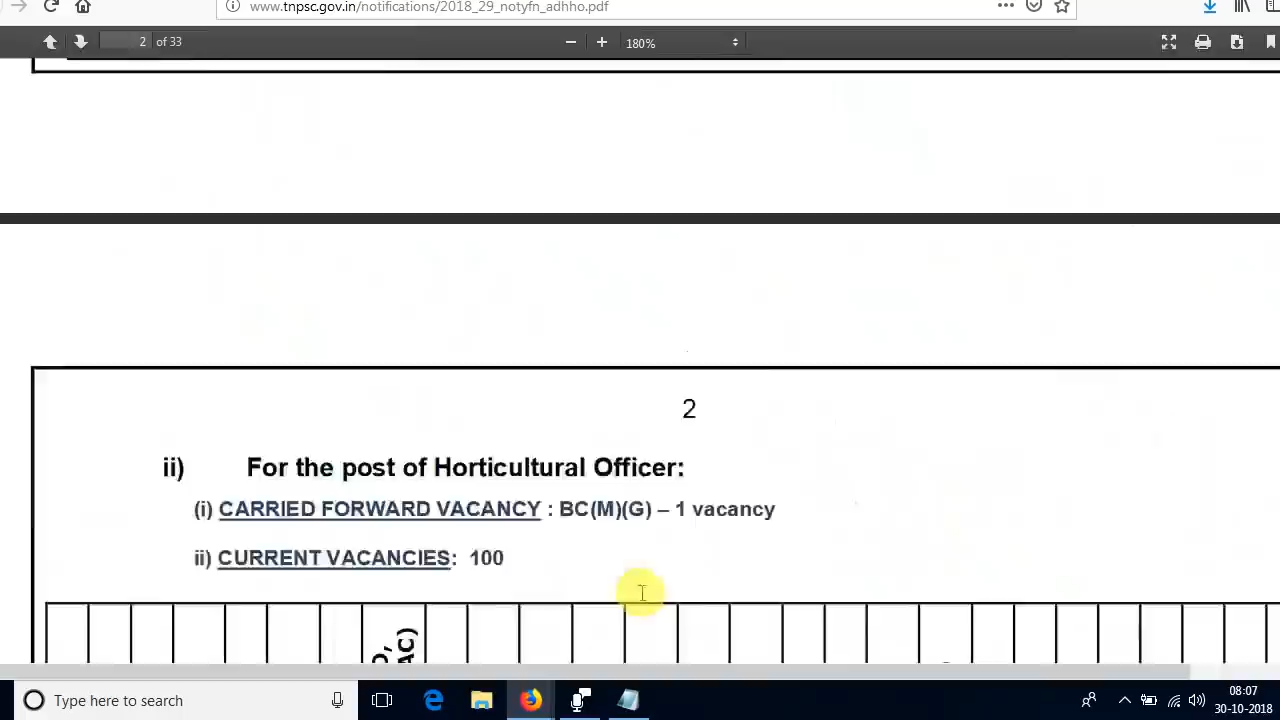 www.tnpsc.gov.in/notifications/2018_29_notyfn_adhho.pdf
2 of 33
180%
2
ii) For the post of Horticultural Officer:
(i) CARRIED FORWARD VACANCY : BC(M)(G) – 1 vacancy
ii) CURRENT VACANCIES: 100
Type here to search
08:07
30-10-2018